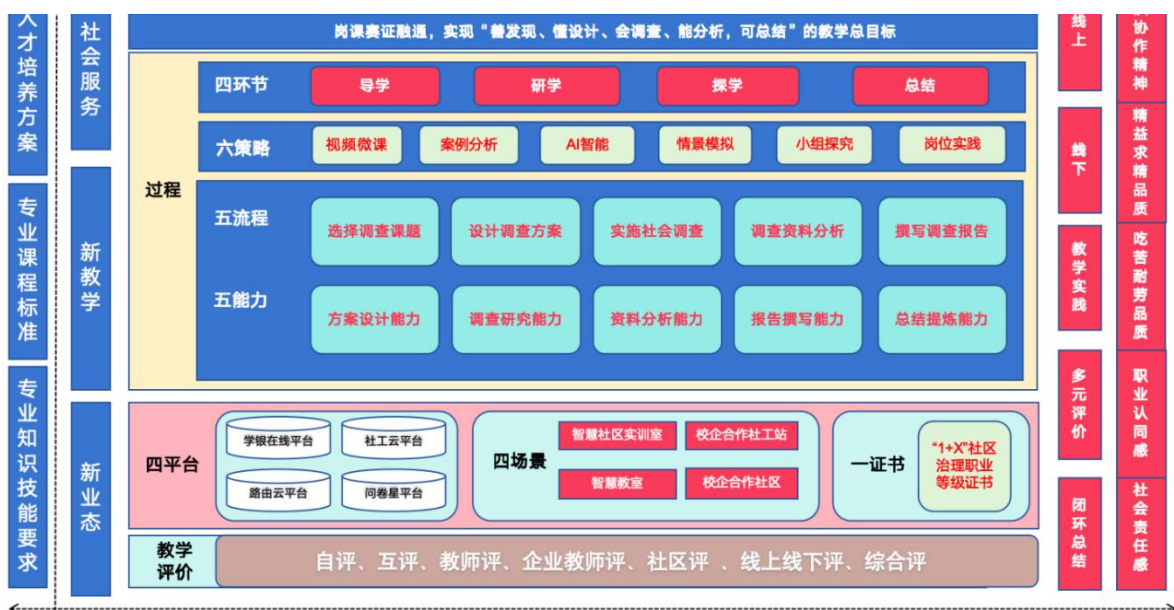 人才培养方案
专业课程标准
专业知识技能要求
社会服务
新教学
新业态
岗课赛证融通，实现“善发现、懂设计、会调查、能分析，可总结”的教学总目标
过程
四环节
导学
研学
探学
总结
六策略
视频微课
案例分析
AI智能
情景模拟
小组探究
岗位实践
五流程
选择调查课题
设计调查方案
实施社会调查
调查资料分析
撰写调查报告
五能力
方案设计能力
调查研究能力
资料分析能力
报告撰写能力
总结提炼能力
四平台
学银在线平台
社工云平台
路由云平台
问卷星平台
四场景
智慧社区实训室
校企合作社工站
智慧教室
校企合作社区
一证书
“1+X”社区
治理职业
等级证书
教学
评价
自评、互评、教师评、企业教师评、社区评 、线上线下评、综合评
线上
线下
教学实践
多元评价
闭环总结
协作精神
精益求精品质
吃苦耐劳品质
职业认同感
社会责任感